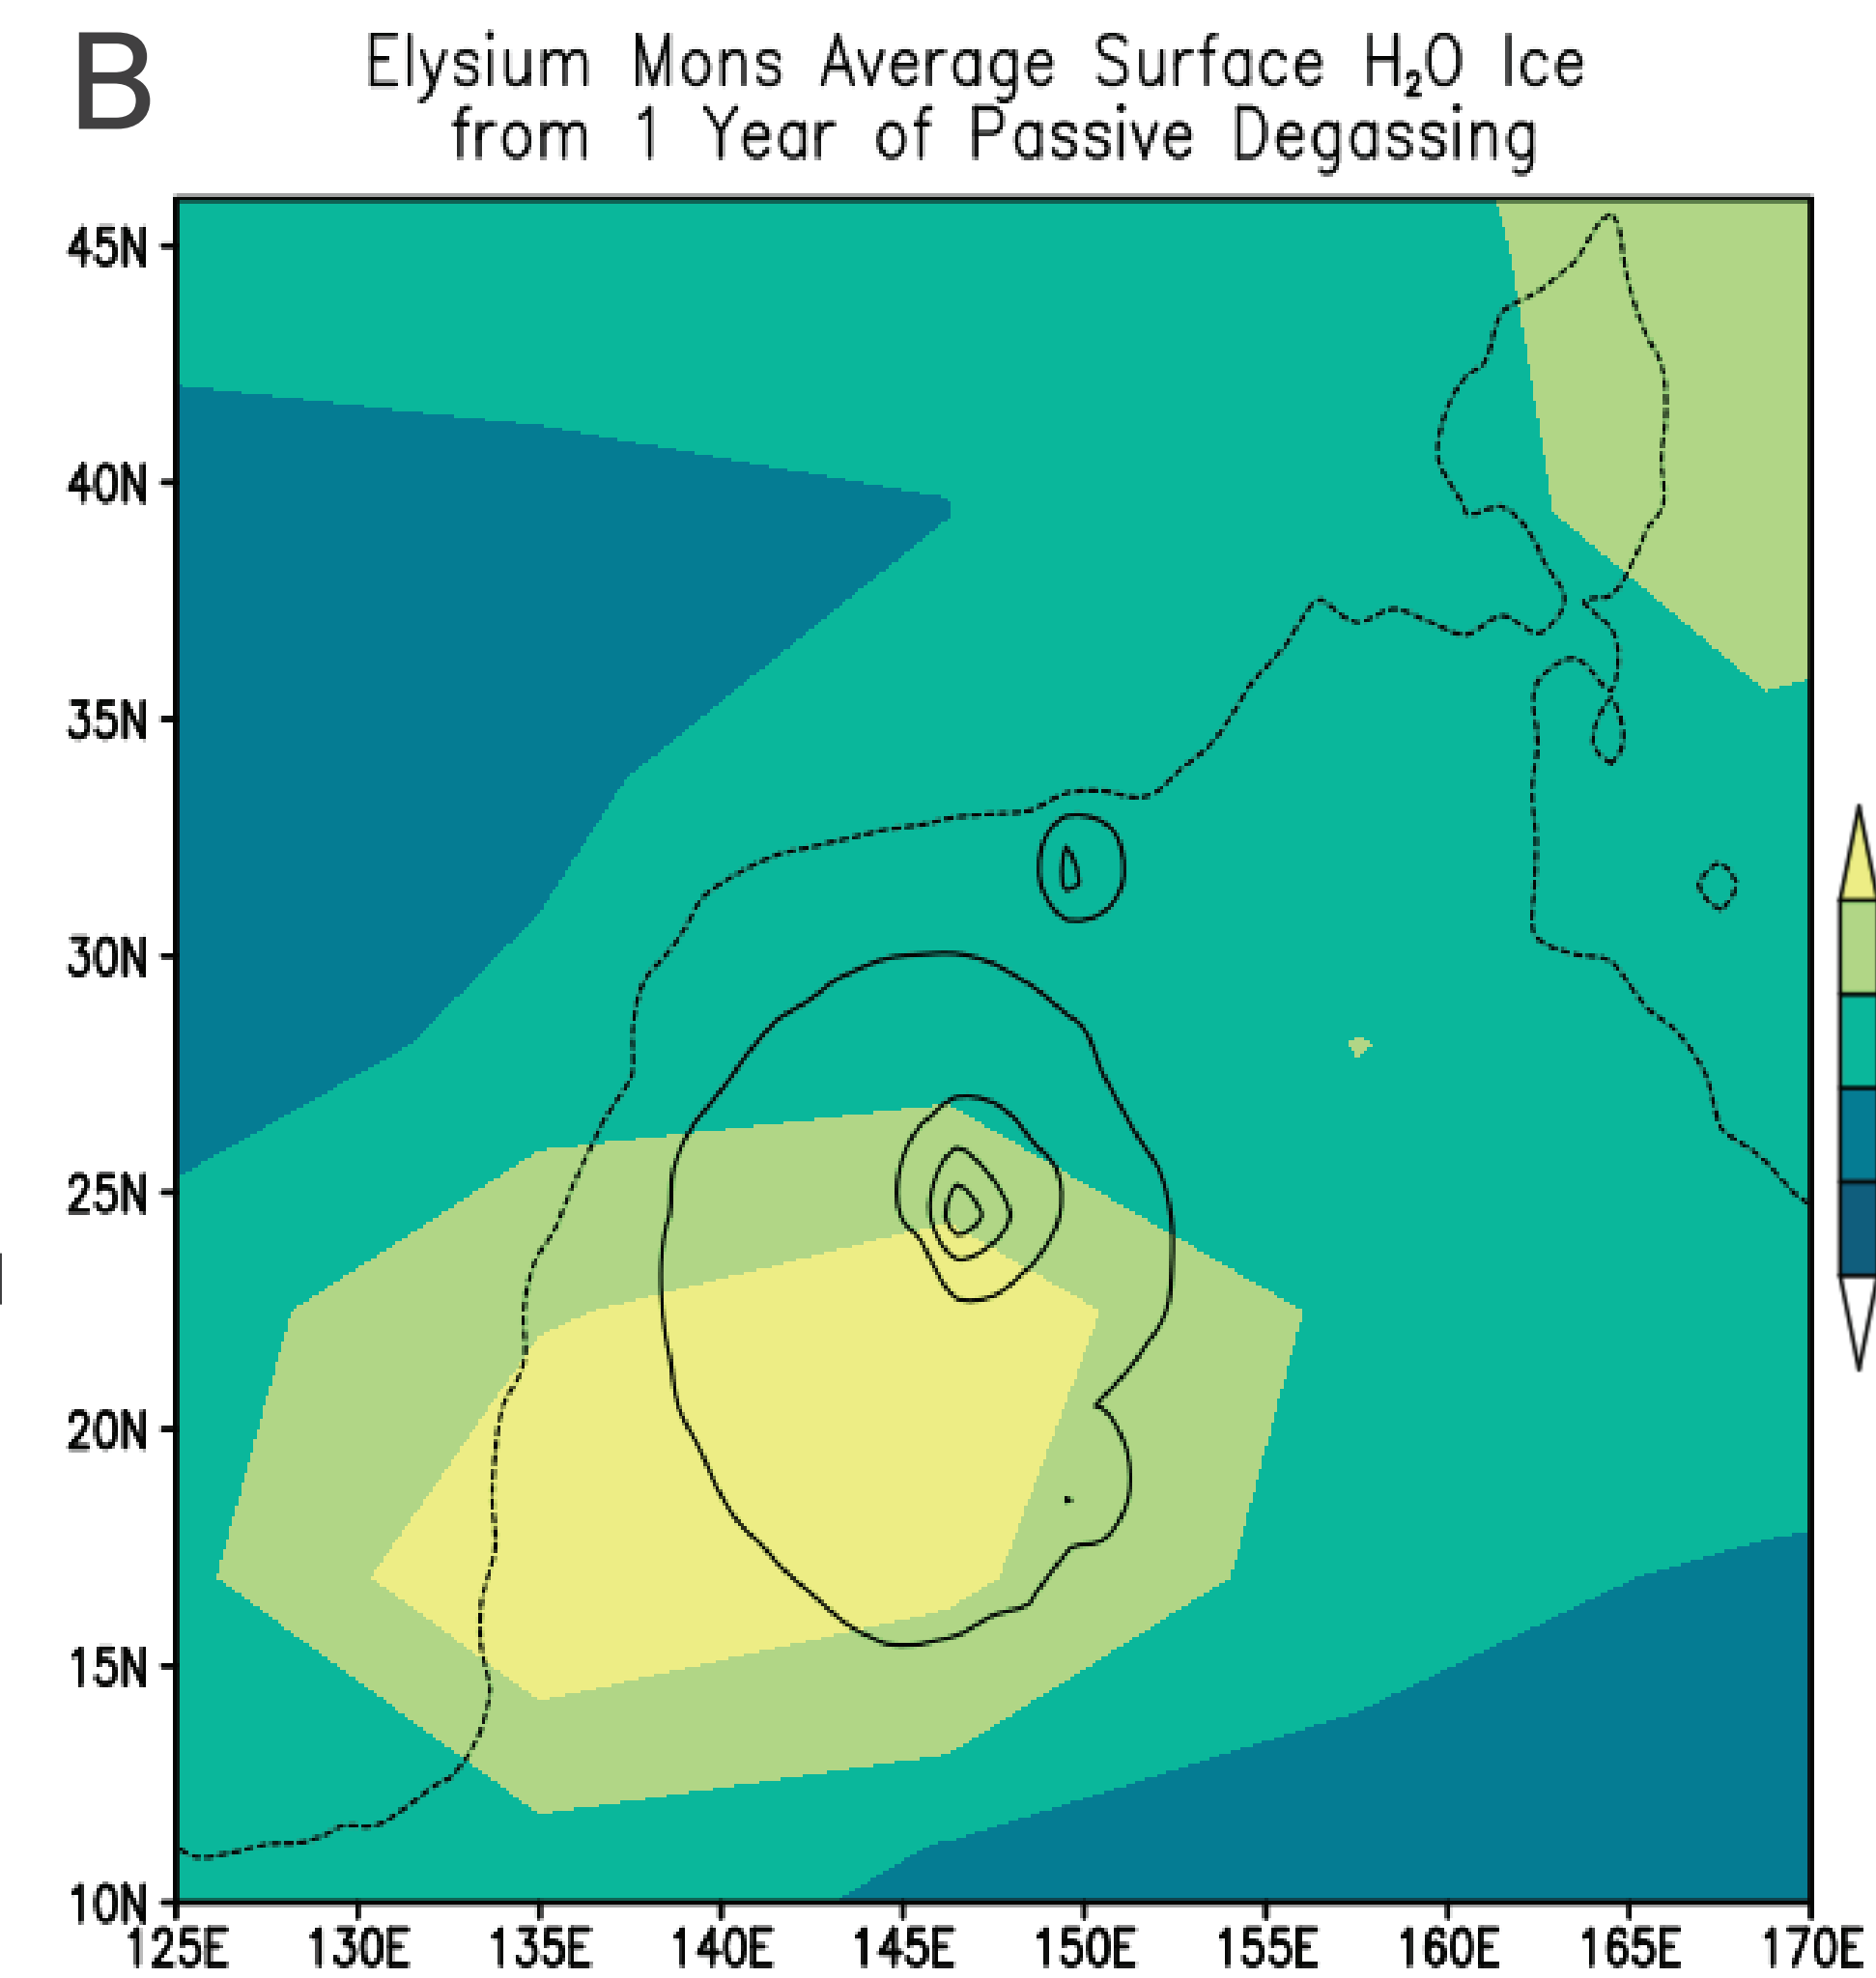 B
Elysium Mons Average Surface H₂O Ice
from 1 Year of Passive Degassing
45N
40N
35N
30N
25N
20N
15N
10N
125E 130E 135E 140E 145E 150E 155E 160E 165E 170E